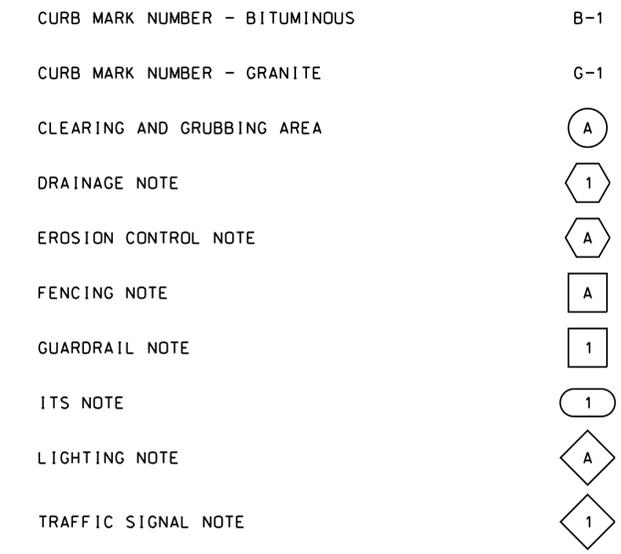 CURB MARK NUMBER - BITUMINOUS B-1
CURB MARK NUMBER - GRANITE G-1
CLEARING AND GRUBBING AREA A
DRAINAGE NOTE 1
EROSION CONTROL NOTE A
FENCING NOTE A
GUARDRAIL NOTE 1
ITS NOTE 1
LIGHTING NOTE A
TRAFFIC SIGNAL NOTE 1